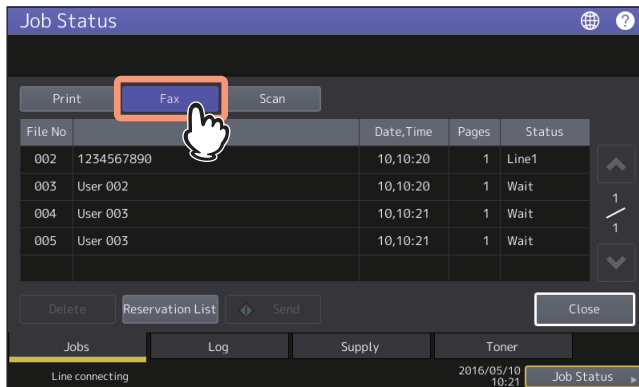 Job Status ?
Print Fax Scan
File No Date,Time Pages Status
002 1234567890 10,10:20 1 Line1
003 User 002 10,10:20 1 Wait
004 User 003 10,10:21 1 Wait
005 User 003 10,10:21 1 Wait
1
1
Delete Reservation List Send Close
Jobs Log Supply Toner
Line connecting 2016/05/10
10:21 Job Status